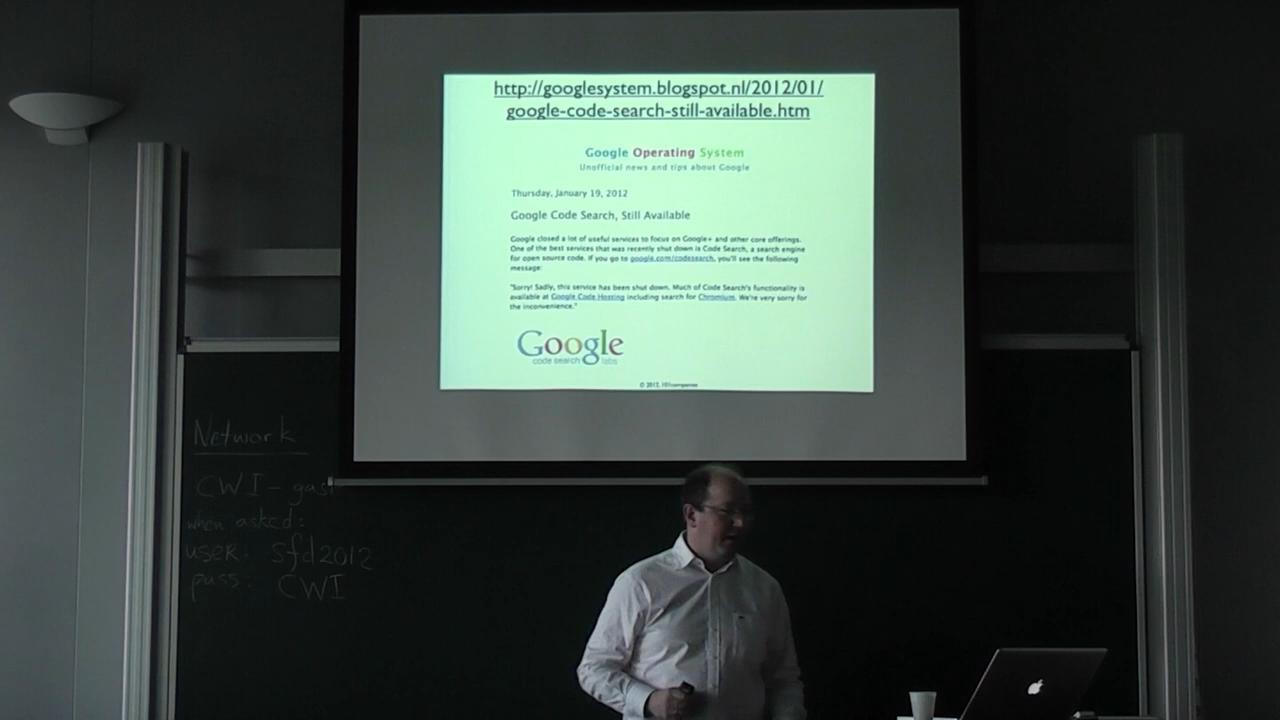 http://googlesystem.blogspot.nl/2012/01/
google-code-search-still-available.htm
Google Operating System
Unofficial news and tips about Google
Thursday, January 19, 2012
Google Code Search, Still Available
Google closed a lot of useful services to focus on Google+ and other core offerings.
One of the best services that was recently shut down is Code Search, a search engine
for open source code. If you go to google.com/codesearch, you'll see the following
message:
"Sorry! Sadly, this service has been shut down. Much of Code Search's functionality is
available at Google Code Hosting including search for Chromium. We're very sorry for
the inconvenience."
Google
code search labs
© 2012, 101companies
Network
CWI - gast
when asked:
user: sfd2012
pass: CWI